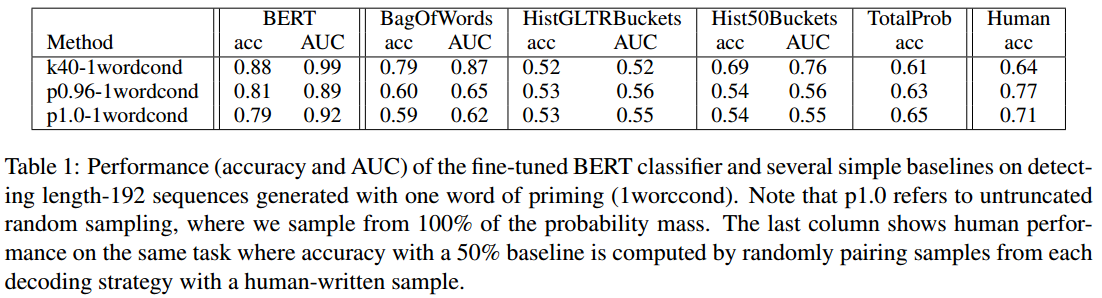 BERT BagOfWords HistGLTRBuckets Hist50Buckets TotalProb Human
Method acc AUC acc AUC acc AUC acc AUC acc acc
k40-1wordcond 0.88 0.99 0.79 0.87 0.52 0.52 0.69 0.76 0.61 0.64
p0.96-1wordcond 0.81 0.89 0.60 0.65 0.53 0.56 0.54 0.56 0.63 0.77
p1.0-1wordcond 0.79 0.92 0.59 0.62 0.53 0.55 0.54 0.55 0.65 0.71
Table 1: Performance (accuracy and AUC) of the fine-tuned BERT classifier and several simple baselines on detect-
ing length-192 sequences generated with one word of priming (1worccond). Note that p1.0 refers to untruncated
random sampling, where we sample from 100% of the probability mass. The last column shows human perfor-
mance on the same task where accuracy with a 50% baseline is computed by randomly pairing samples from each
decoding strategy with a human-written sample.